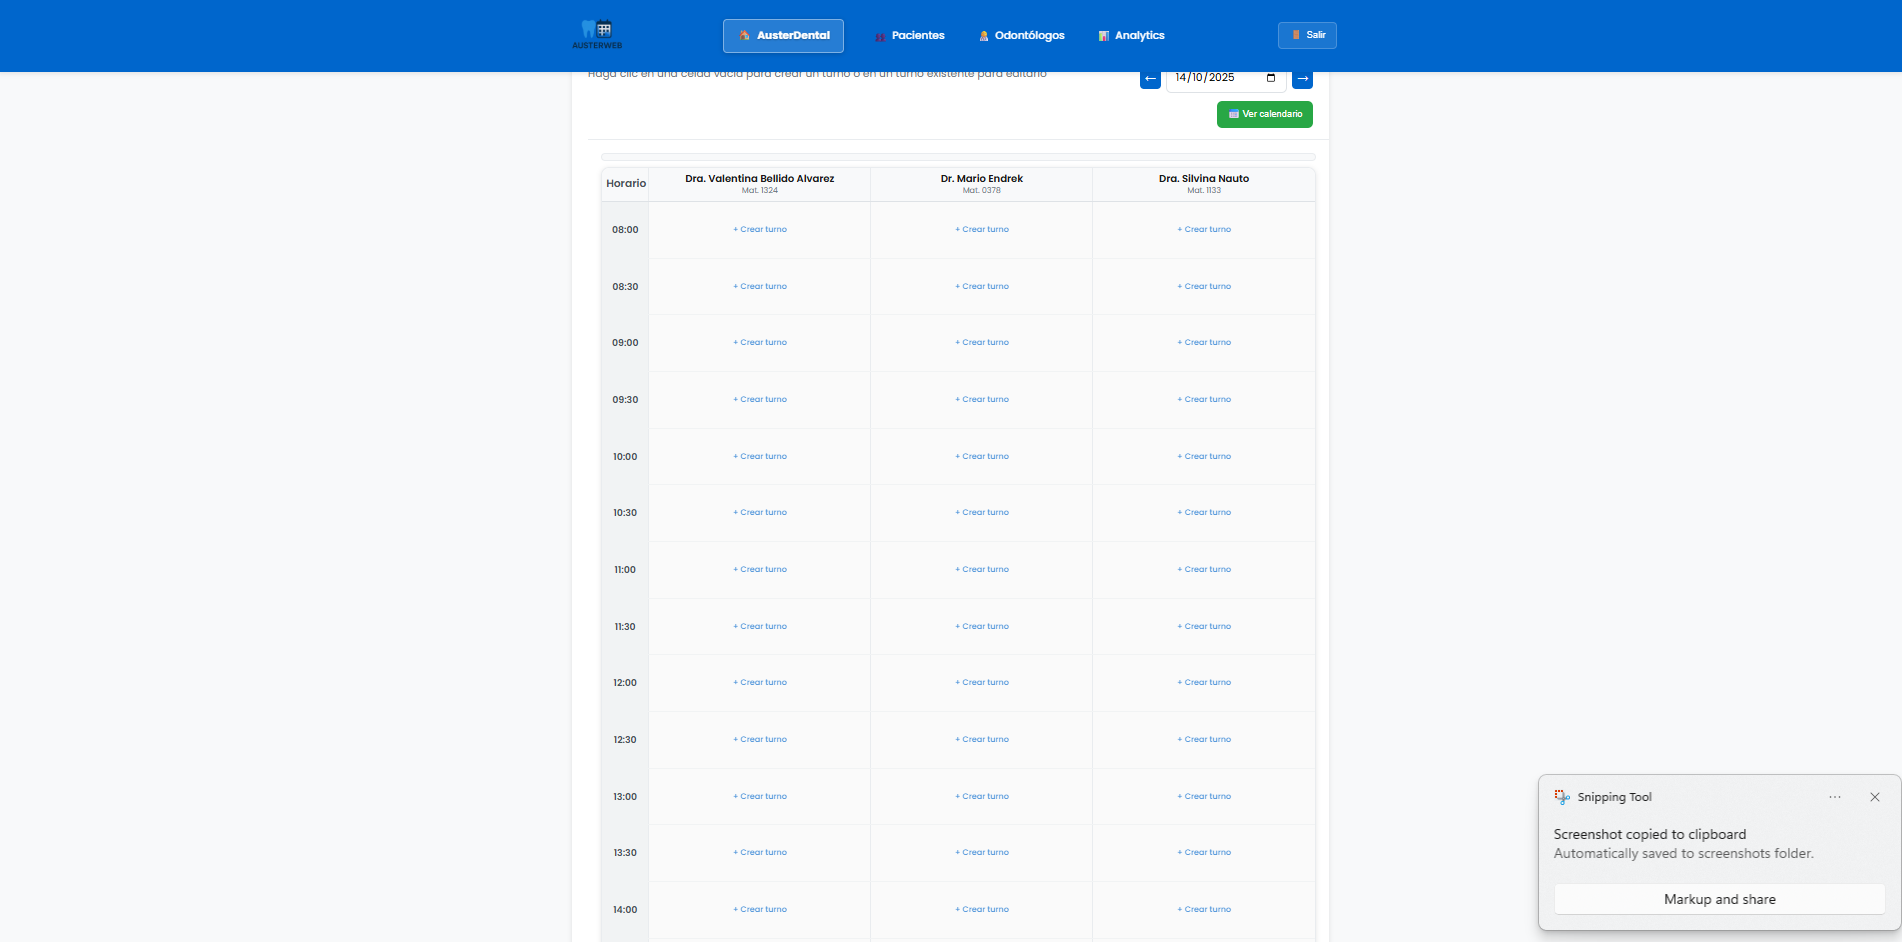 AUSTERWEB
AusterDental
Pacientes
Odontólogos
Analytics
Salir
Haga clic en una celda vacía para crear un turno o en un turno existente para editarlo
← 14/10/2025 →
Ver calendario
Horario
Dra. Valentina Bellido Alvarez
Mat. 1324
Dr. Mario Endrek
Mat. 0378
Dra. Silvina Nauto
Mat. 1133
08:00 + Crear turno + Crear turno + Crear turno
08:30 + Crear turno + Crear turno + Crear turno
09:00 + Crear turno + Crear turno + Crear turno
09:30 + Crear turno + Crear turno + Crear turno
10:00 + Crear turno + Crear turno + Crear turno
10:30 + Crear turno + Crear turno + Crear turno
11:00 + Crear turno + Crear turno + Crear turno
11:30 + Crear turno + Crear turno + Crear turno
12:00 + Crear turno + Crear turno + Crear turno
12:30 + Crear turno + Crear turno + Crear turno
13:00 + Crear turno + Crear turno + Crear turno
13:30 + Crear turno + Crear turno + Crear turno
14:00 + Crear turno + Crear turno + Crear turno
Snipping Tool
Screenshot copied to clipboard
Automatically saved to screenshots folder.
Markup and share